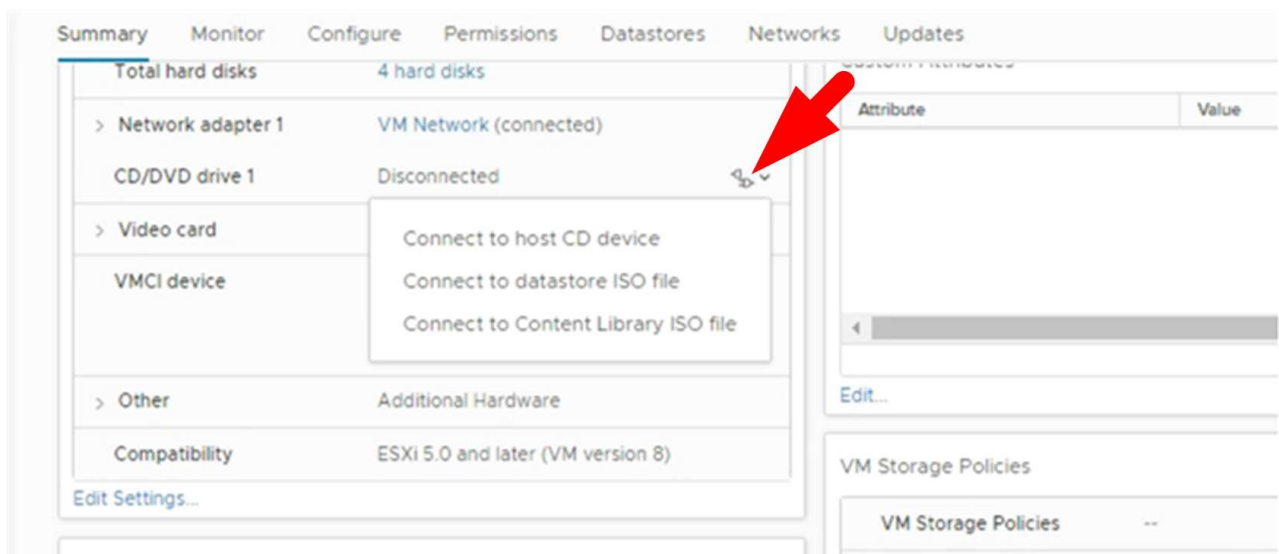 Summary Monitor Configure Permissions Datastores Networks Updates
Total hard disks 4 hard disks
Network adapter 1 VM Network (connected)
CD/DVD drive 1 Disconnected
Connect to host CD device
Connect to datastore ISO file
Connect to Content Library ISO file
Video card
VMCI device
Other Additional Hardware
Compatibility ESXi 5.0 and later (VM version 8)
Edit Settings...
Custom Attributes
Attribute Value
Edit...
VM Storage Policies
VM Storage Policies --